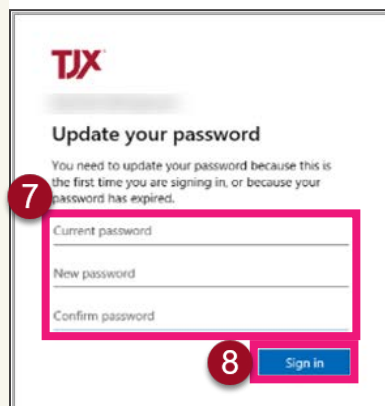 TJX
Update your password
You need to update your password because this is
the first time you are signing in, or because your
password has expired.
7
Current password
New password
Confirm password
8
Sign in